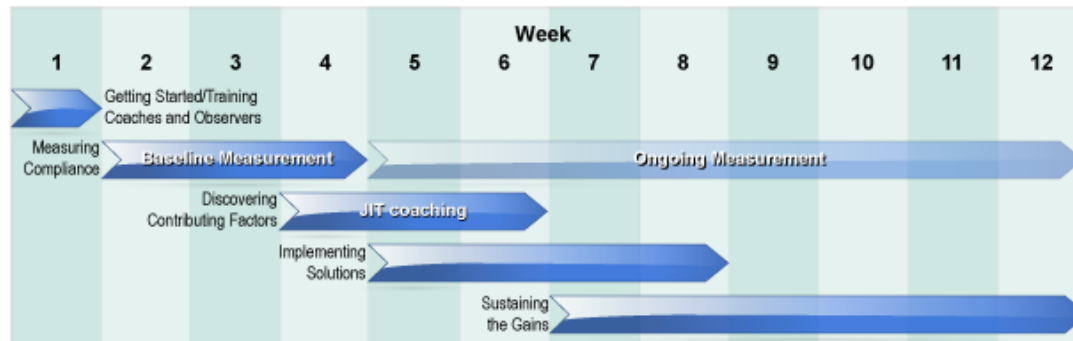 Week
1 2 3 4 5 6 7 8 9 10 11 12
Getting Started/Training
Coaches and Observers
Measuring
Compliance
Baseline Measurement
Ongoing Measurement
Discovering
Contributing Factors
JIT coaching
Implementing
Solutions
Sustaining
the Gains